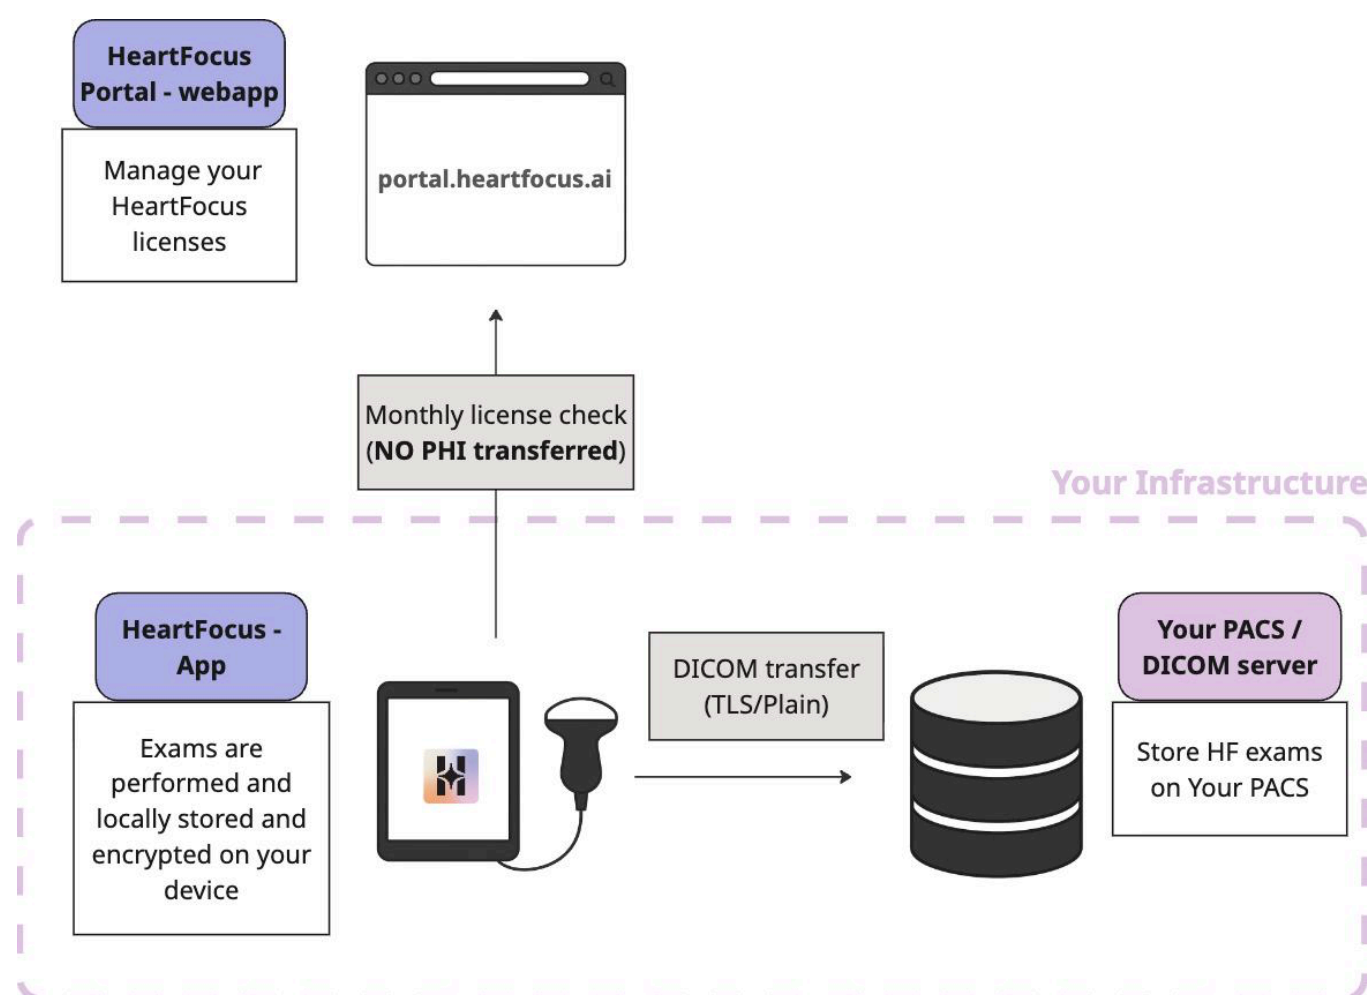 HeartFocus
Portal - webapp
Manage your
HeartFocus
licenses
portal.heartfocus.ai
Monthly license check
(NO PHI transferred)
Your Infrastructure
HeartFocus -
App
Exams are
performed and
locally stored and
encrypted on your
device
DICOM transfer
(TLS/Plain)
Your PACS /
DICOM server
Store HF exams
on Your PACS